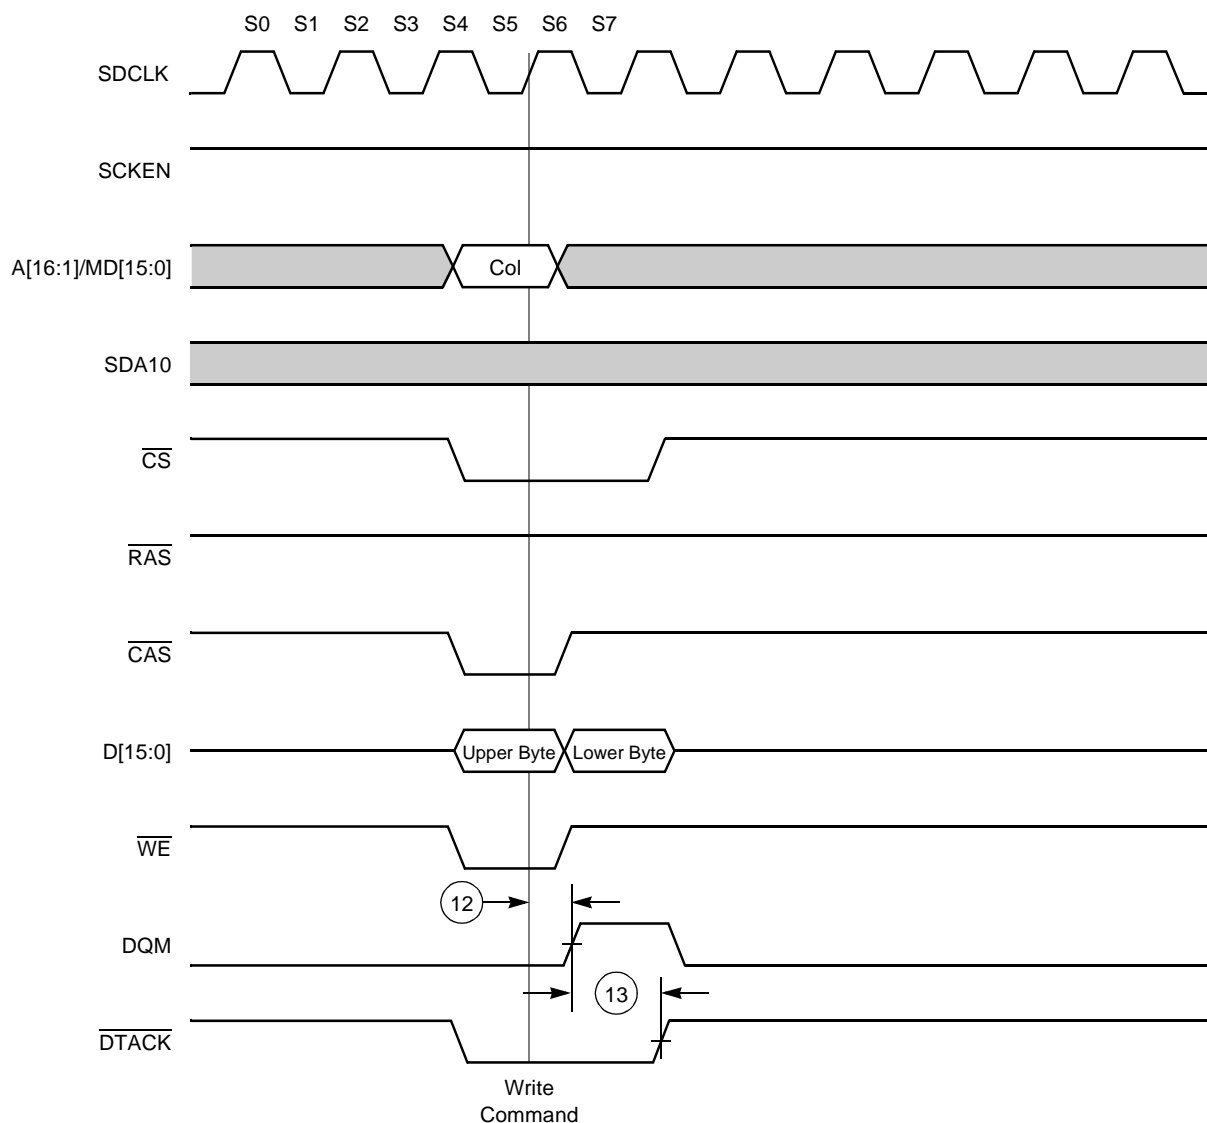 S0 S1 S2 S3 S4 S5 S6 S7
SDCLK
SCKEN
A[16:1]/MD[15:0]
Col
SDA10
CS
RAS
CAS
D[15:0]
Upper Byte
Lower Byte
WE
12
DQM
13
DTACK
Write
Command